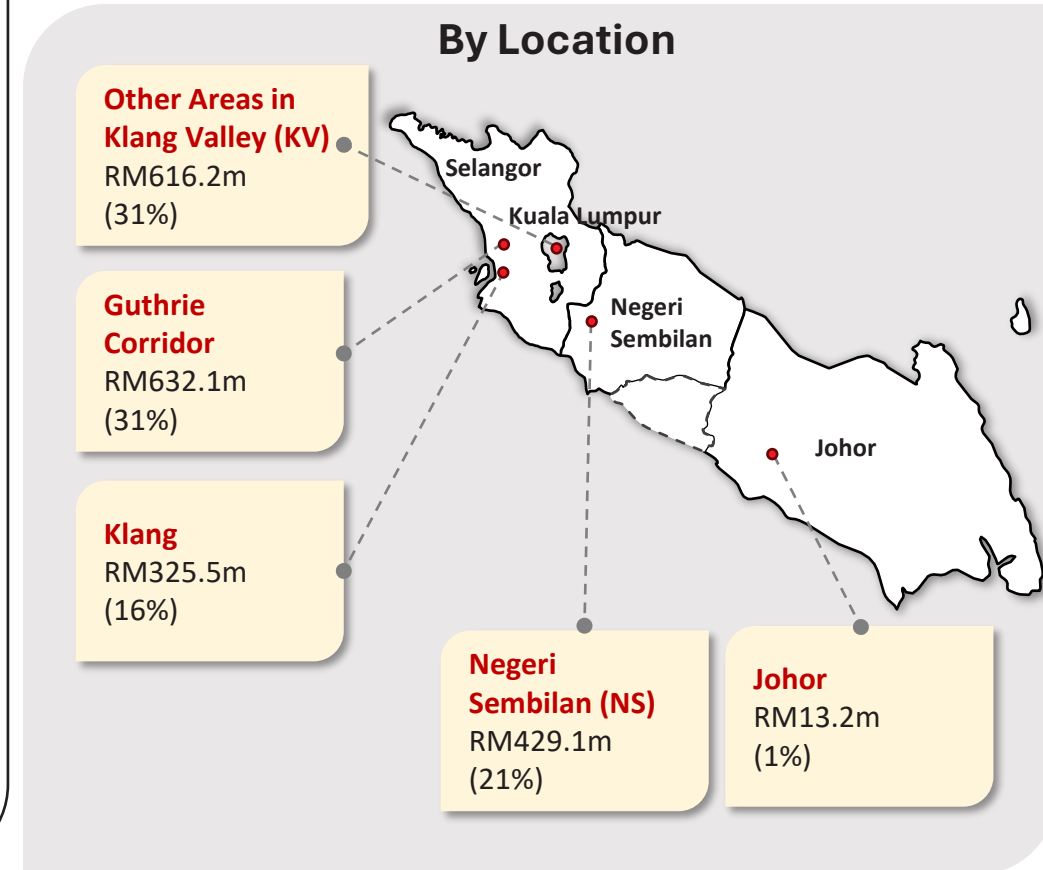 By Location
Other Areas in
Klang Valley (KV)
RM616.2m
(31%)
Guthrie
Corridor
RM632.1m
(31%)
Klang
RM325.5m
(16%)
Negeri
Sembilan (NS)
RM429.1m
(21%)
Johor
RM13.2m
(1%)
Selangor
Kuala Lumpur
Negeri
Sembilan
Johor